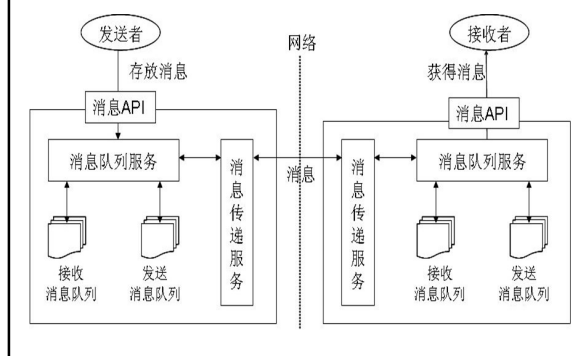 发送者
网络
接收者
存放消息
获得消息
消息API
消息API
消息队列服务
消息传递服务
消息
消息传递服务
消息队列服务
接收
消息队列
发送
消息队列
接收
消息队列
发送
消息队列